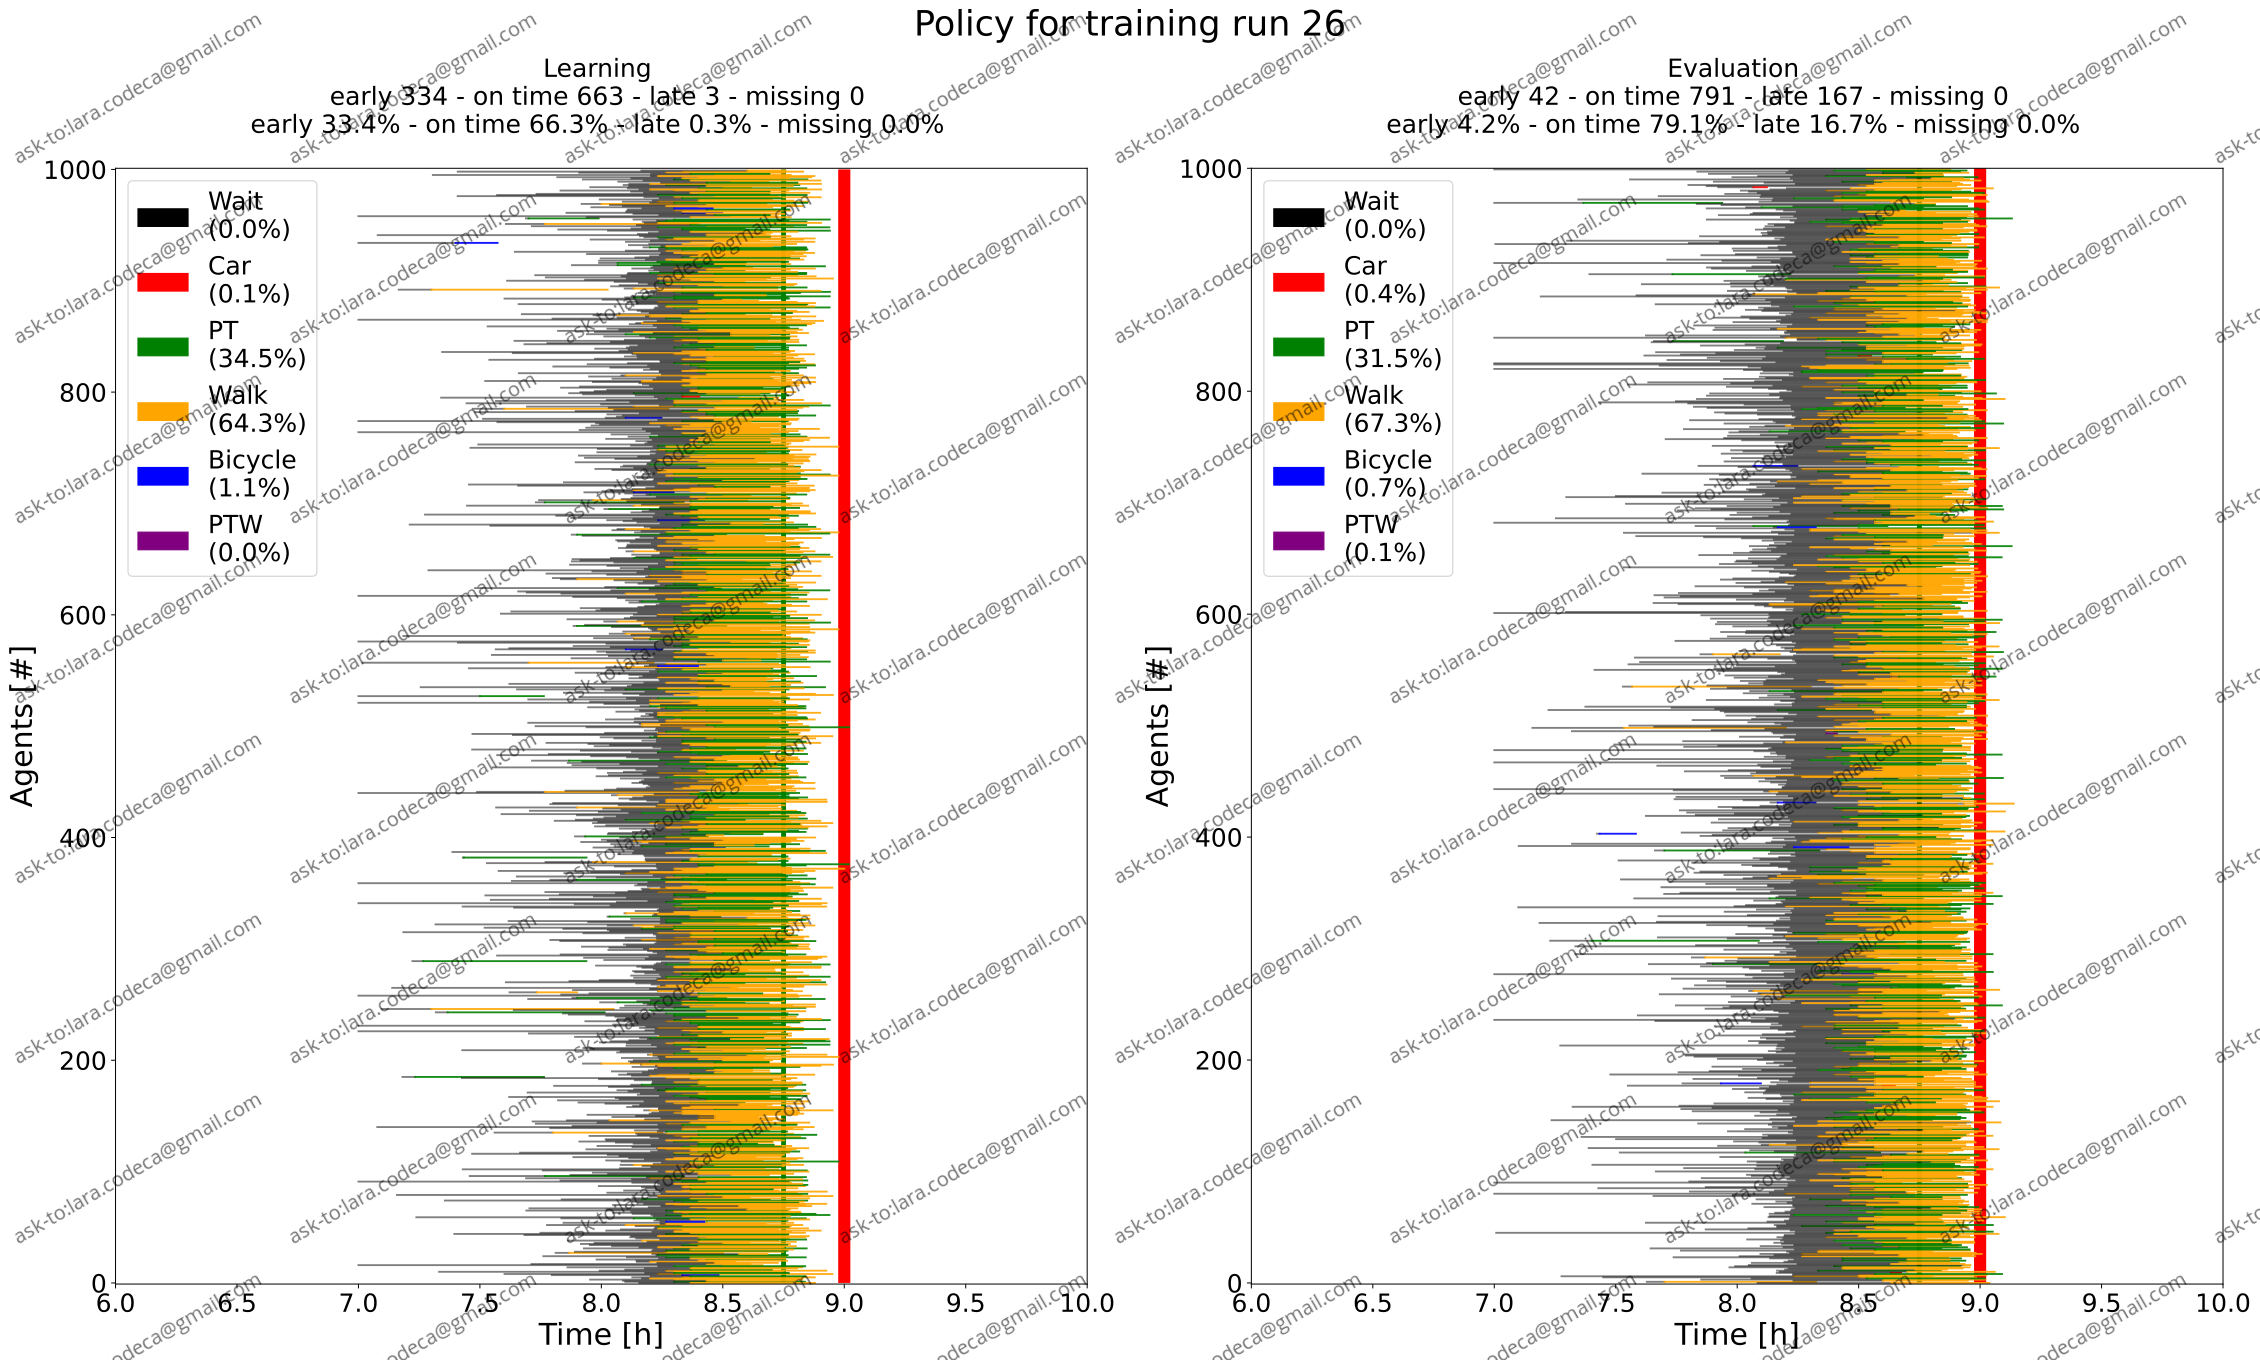 Policy for training run 26
Learning
early 334 - on time 663 - late 3 - missing 0
early 33.4% - on time 66.3% - late 0.3% - missing 0.0%
1000
800
600
400
200
0
Agents [#]
Wait
(0.0%)
Car
(0.1%)
PT
(34.5%)
Walk
(64.3%)
Bicycle
(1.1%)
PTW
(0.0%)
6.0 6.5 7.0 7.5 8.0 8.5 9.0 9.5 10.0
Time [h]
Evaluation
early 42 - on time 791 - late 167 - missing 0
early 4.2% - on time 79.1% - late 16.7% - missing 0.0%
1000
800
600
400
200
0
Agents [#]
Wait
(0.0%)
Car
(0.4%)
PT
(31.5%)
Walk
(67.3%)
Bicycle
(0.7%)
PTW
(0.1%)
6.0 6.5 7.0 7.5 8.0 8.5 9.0 9.5 10.0
Time [h]
ask-to:lara.codeca@gmail.com